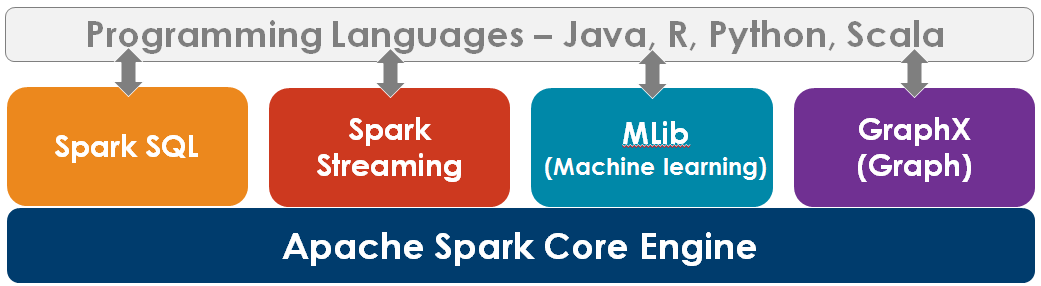 Programming Languages – Java, R, Python, Scala
Spark SQL
Spark
Streaming
MLib
(Machine learning)
GraphX
(Graph)
Apache Spark Core Engine